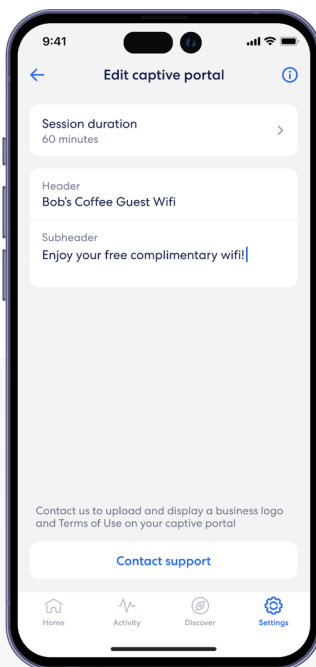 9:41
Edit captive portal
Session duration
60 minutes
Header
Bob's Coffee Guest Wifi
Subheader
Enjoy your free complimentary wifi!
Contact us to upload and display a business logo
and Terms of Use on your captive portal
Contact support
Home Activity Discover Settings